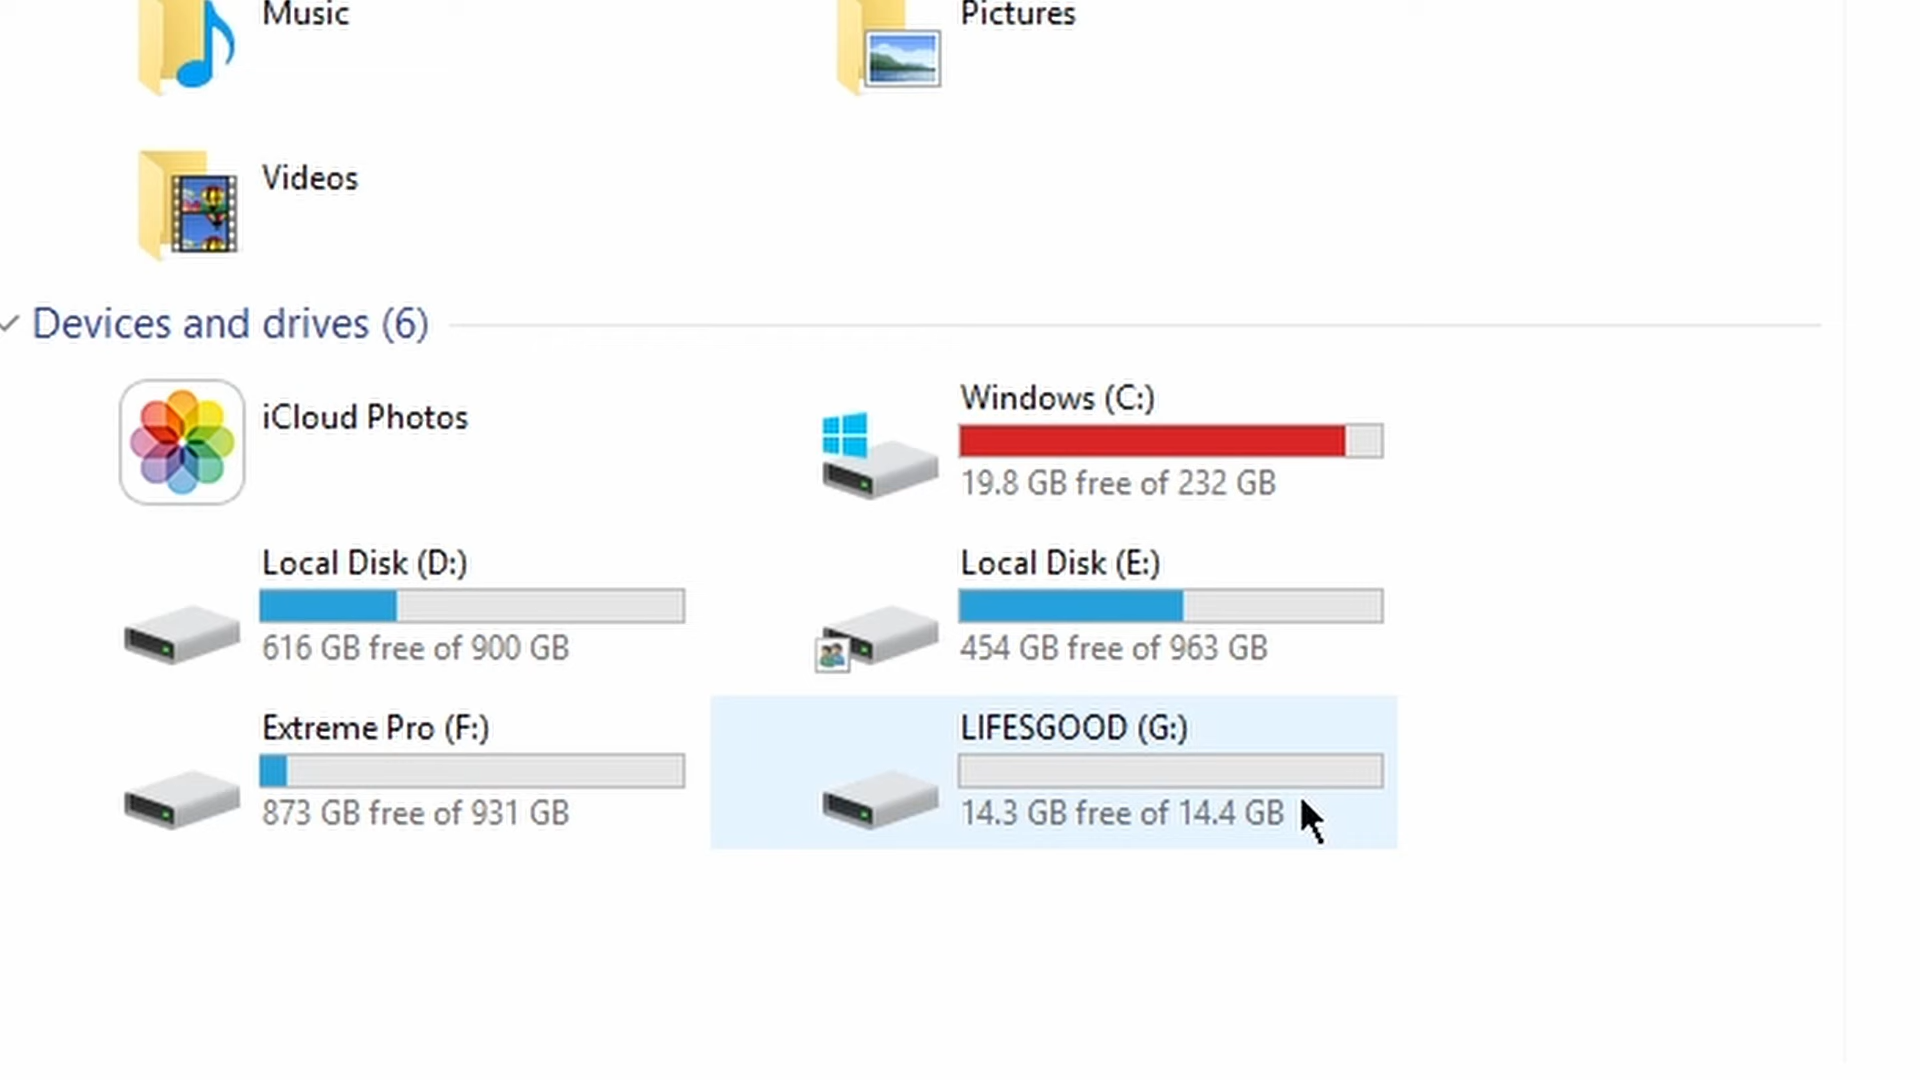 Music
Pictures
Videos
Devices and drives (6)
iCloud Photos
Windows (C:)
19.8 GB free of 232 GB
Local Disk (D:)
616 GB free of 900 GB
Local Disk (E:)
454 GB free of 963 GB
Extreme Pro (F:)
873 GB free of 931 GB
LIFESGOOD (G:)
14.3 GB free of 14.4 GB